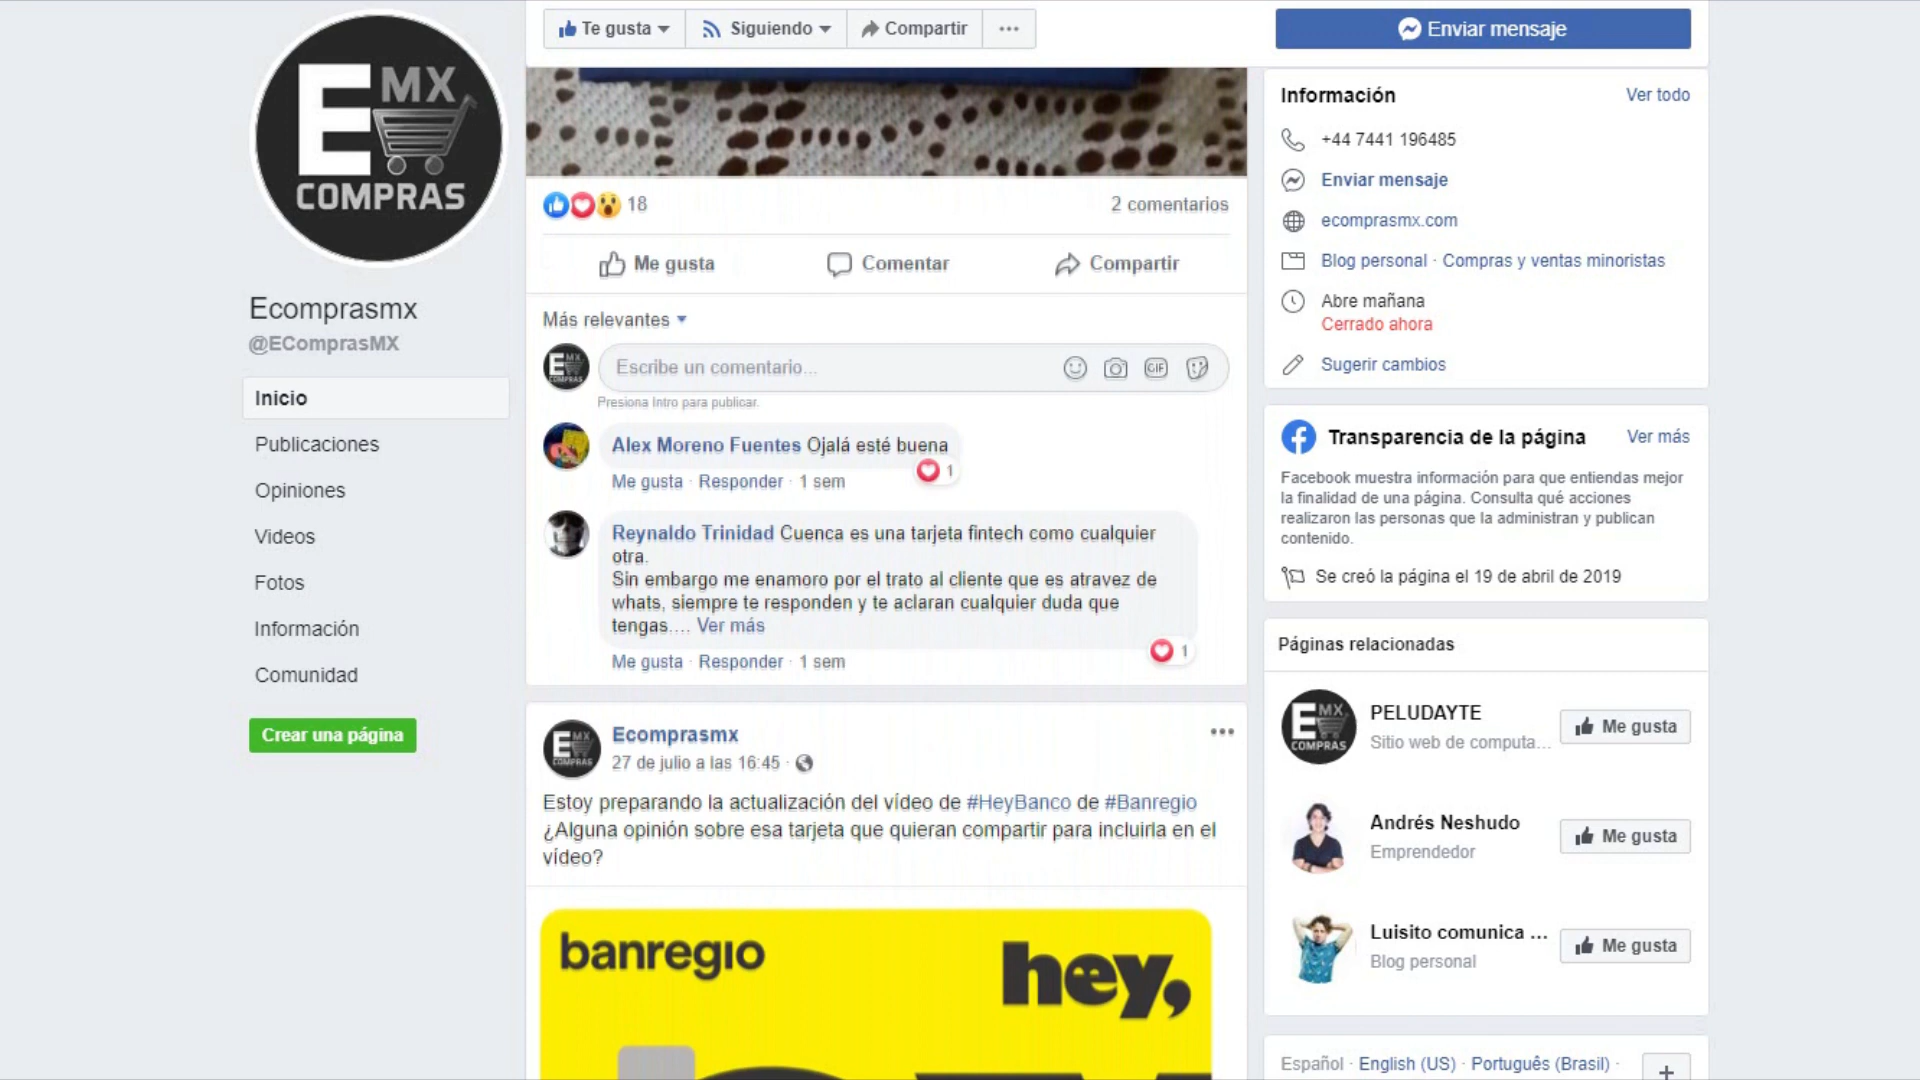 E MX
COMPRAS
Ecomprasmx
@EComprasMX
Inicio
Publicaciones
Opiniones
Videos
Fotos
Información
Comunidad
Crear una página
Te gusta
Siguiendo
Compartir
18
2 comentarios
Me gusta
Comentar
Compartir
Más relevantes
E MX COMPRAS
Escribe un comentario...
GIF
Presiona Intro para publicar.
Alex Moreno Fuentes Ojalá esté buena
1
Me gusta · Responder · 1 sem
Reynaldo Trinidad Cuenca es una tarjeta fintech como cualquier
otra.
Sin embargo me enamoro por el trato al cliente que es atravez de
whats, siempre te responden y te aclaran cualquier duda que
tengas.... Ver más
1
Me gusta · Responder · 1 sem
E MX COMPRAS
Ecomprasmx
27 de julio a las 16:45 ·
Estoy preparando la actualización del vídeo de #HeyBanco de #Banregio
¿Alguna opinión sobre esa tarjeta que quieran compartir para incluirla en el
vídeo?
banregio
hey,
Enviar mensaje
Información
Ver todo
+44 7441 196485
Enviar mensaje
ecomprasmx.com
Blog personal · Compras y ventas minoristas
Abre mañana
Cerrado ahora
Sugerir cambios
Transparencia de la página
Ver más
Facebook muestra información para que entiendas mejor
la finalidad de una página. Consulta qué acciones
realizaron las personas que la administran y publican
contenido.
Se creó la página el 19 de abril de 2019
Páginas relacionadas
E MX COMPRAS
PELUDAYTE
Sitio web de computa...
Me gusta
Andrés Neshudo
Emprendedor
Me gusta
Luisito comunica ...
Blog personal
Me gusta
Español · English (US) · Português (Brasil) ·
+